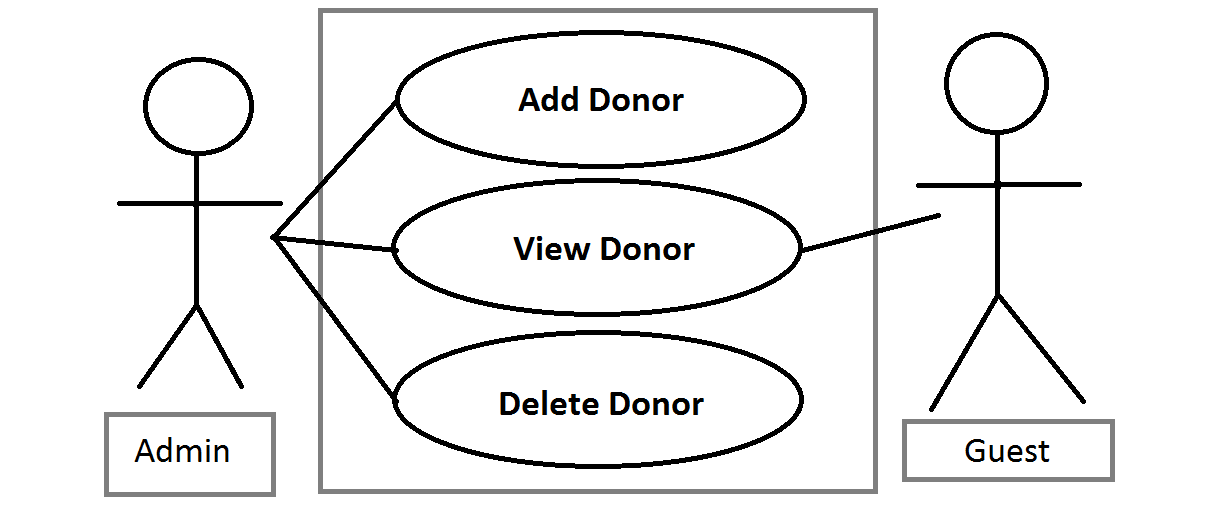 Add Donor
View Donor
Delete Donor
Admin
Guest